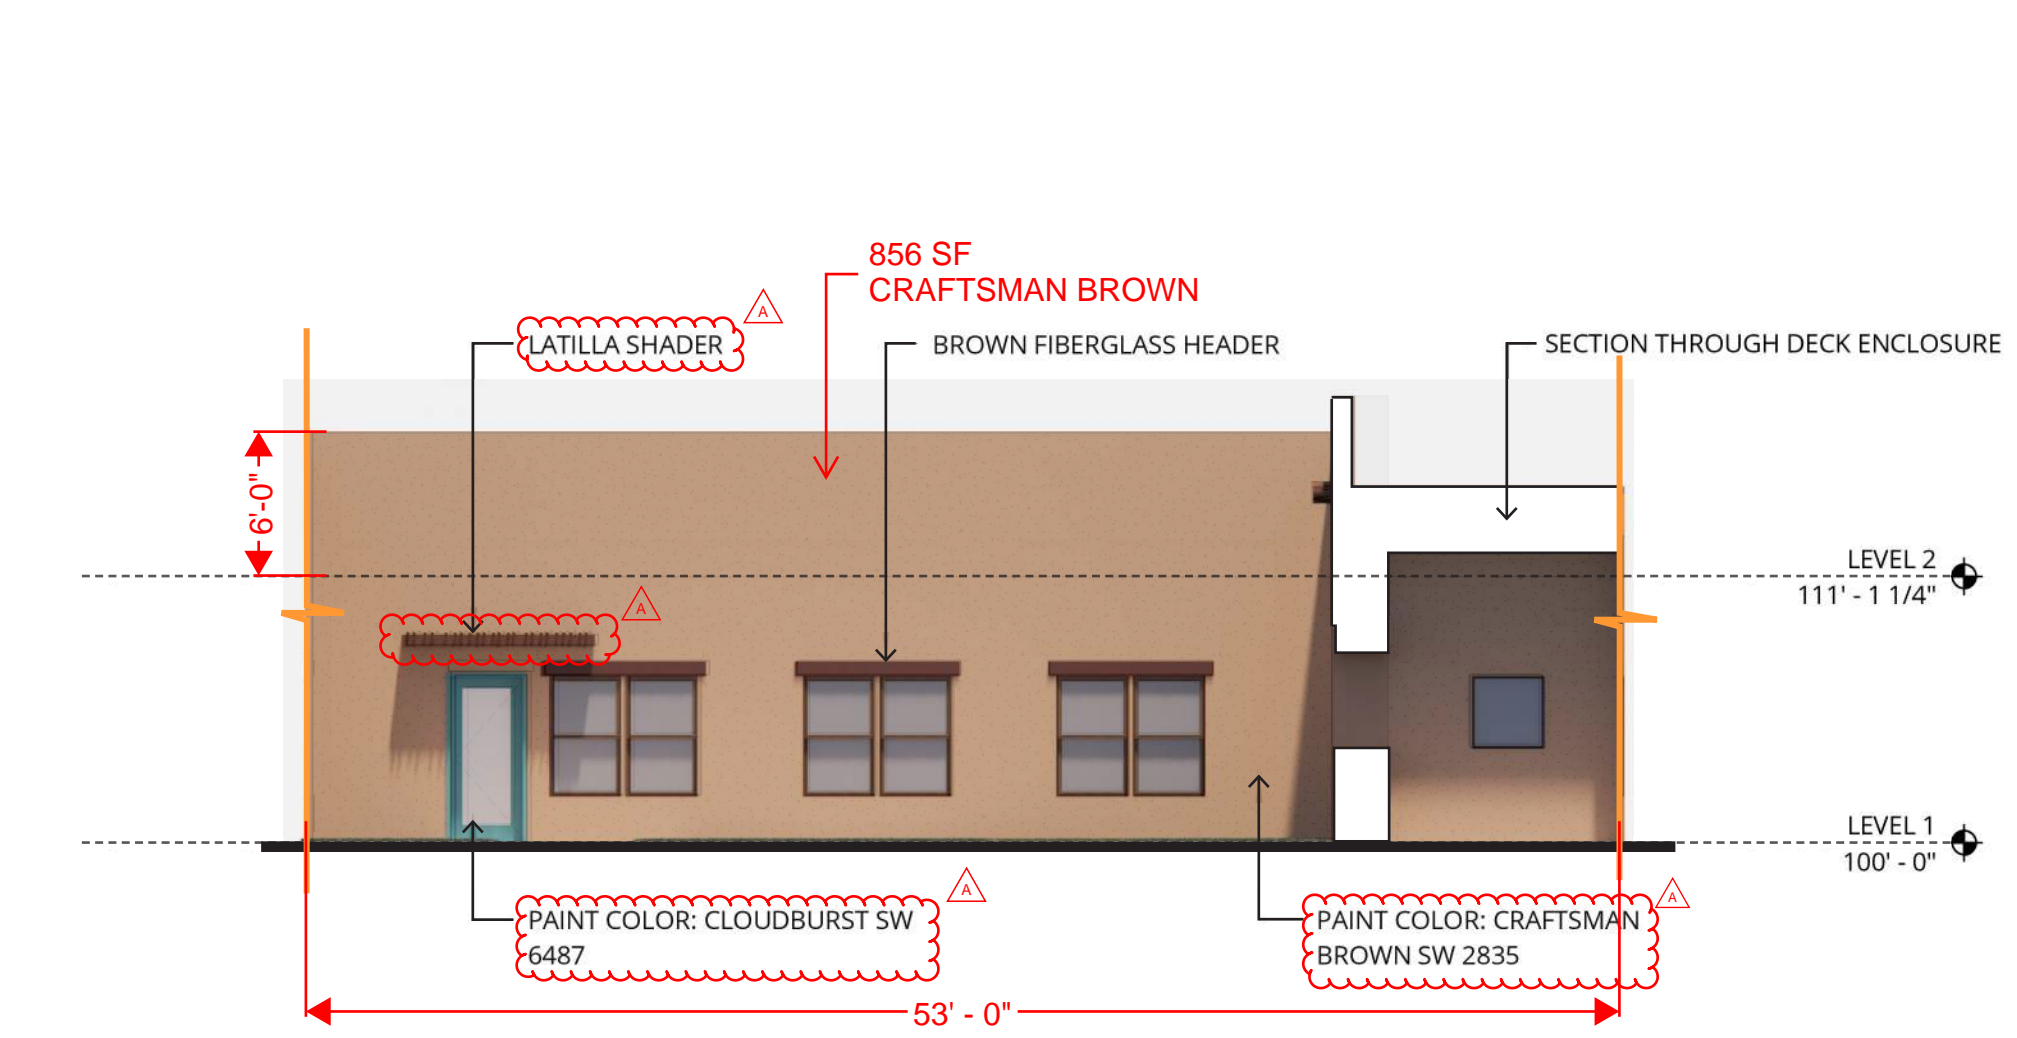 856 SF
CRAFTSMAN BROWN
A
LATILLA SHADER
BROWN FIBERGLASS HEADER
SECTION THROUGH DECK ENCLOSURE
6'-0"
LEVEL 2
111' - 1 1/4"
A
LEVEL 1
100' - 0"
A
A
PAINT COLOR: CLOUDBURST SW
6487
PAINT COLOR: CRAFTSMAN
BROWN SW 2835
53' - 0"